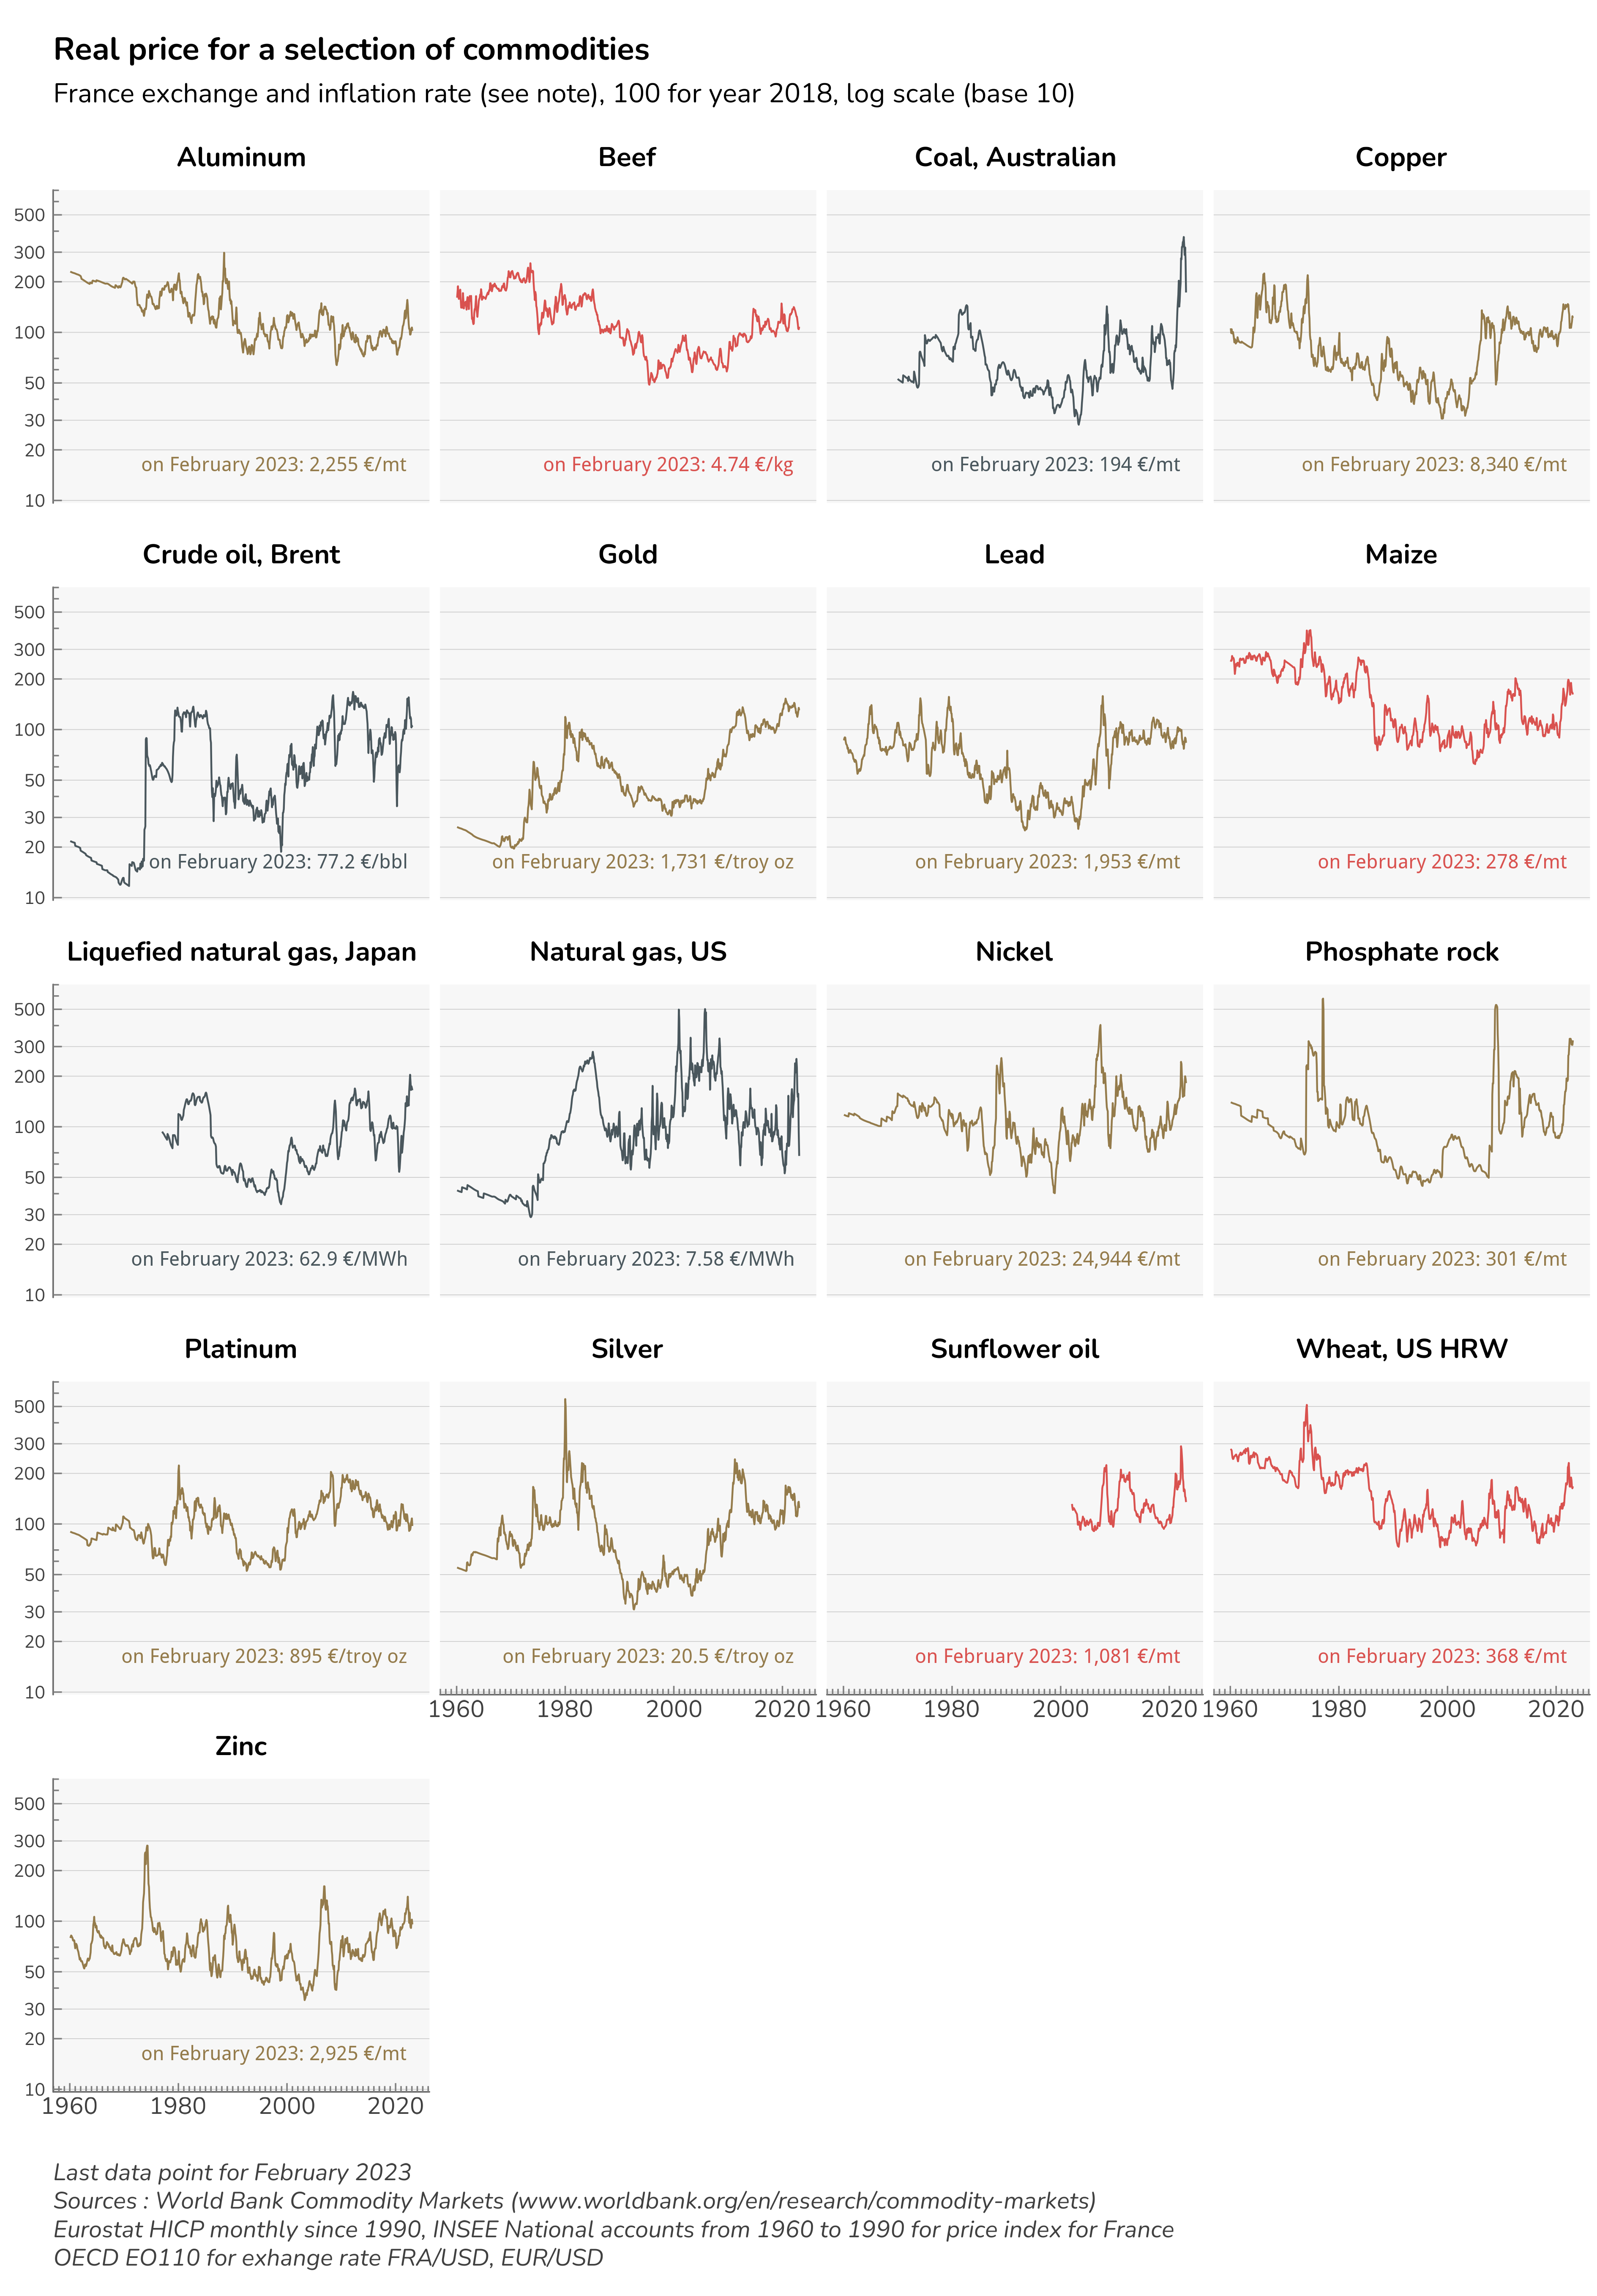 Real price for a selection of commodities
France exchange and inflation rate (see note), 100 for year 2018, log scale (base 10)
Aluminum Beef Coal, Australian Copper
500
300
200
100
50
30
20
10
on February 2023: 2,255 €/mt on February 2023: 4.74 €/kg on February 2023: 194 €/mt on February 2023: 8,340 €/mt
Crude oil, Brent Gold Lead Maize
500
300
200
100
50
30
20
10
on February 2023: 77.2 €/bbl on February 2023: 1,731 €/troy oz on February 2023: 1,953 €/mt on February 2023: 278 €/mt
Liquefied natural gas, Japan Natural gas, US Nickel Phosphate rock
500
300
200
100
50
30
20
10
on February 2023: 62.9 €/MWh on February 2023: 7.58 €/MWh on February 2023: 24,944 €/mt on February 2023: 301 €/mt
Platinum Silver Sunflower oil Wheat, US HRW
500
300
200
100
50
30
20
10
on February 2023: 895 €/troy oz on February 2023: 20.5 €/troy oz on February 2023: 1,081 €/mt on February 2023: 368 €/mt
1960 1980 2000 2020 1960 1980 2000 2020 1960 1980 2000 2020
Zinc
500
300
200
100
50
30
20
10
on February 2023: 2,925 €/mt
1960 1980 2000 2020
Last data point for February 2023
Sources : World Bank Commodity Markets (www.worldbank.org/en/research/commodity-markets)
Eurostat HICP monthly since 1990, INSEE National accounts from 1960 to 1990 for price index for France
OECD EO110 for exhange rate FRA/USD, EUR/USD